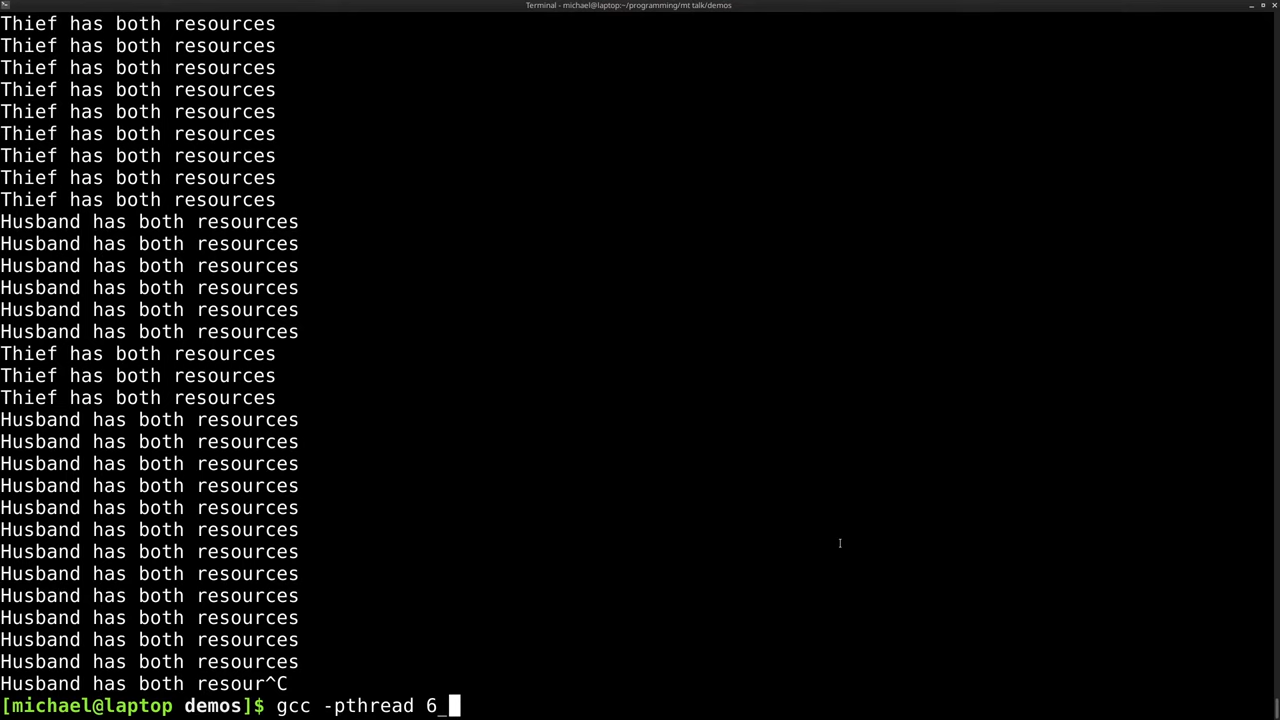 Terminal - michael@laptop:~/programming/mt talk/demos
Thief has both resources
Thief has both resources
Thief has both resources
Thief has both resources
Thief has both resources
Thief has both resources
Thief has both resources
Thief has both resources
Thief has both resources
Husband has both resources
Husband has both resources
Husband has both resources
Husband has both resources
Husband has both resources
Husband has both resources
Thief has both resources
Thief has both resources
Thief has both resources
Husband has both resources
Husband has both resources
Husband has both resources
Husband has both resources
Husband has both resources
Husband has both resources
Husband has both resources
Husband has both resources
Husband has both resources
Husband has both resources
Husband has both resources
Husband has both resources
Husband has both resour^C
[michael@laptop demos]$ gcc -pthread 6_